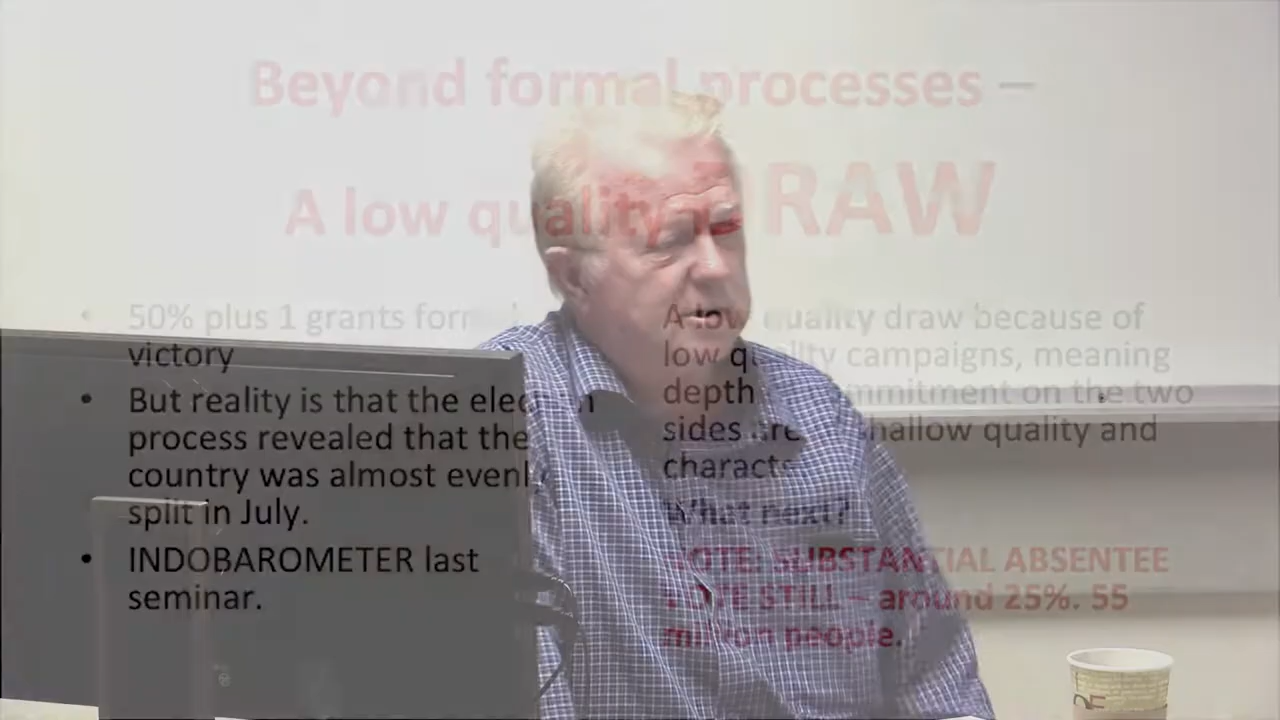 Beyond formal processes –
A low quality DRAW
• 50% plus 1 grants formal
victory
• But reality is that the election
process revealed that the
country was almost evenly
split in July.
• INDOBAROMETER last
seminar.
A low quality draw because of
low quality campaigns, meaning
depth commitment on the two
sides are shallow quality and
What next?
NOTE: SUBSTANTIAL ABSENTEE
VOTE STILL – around 25%. 55
million people.